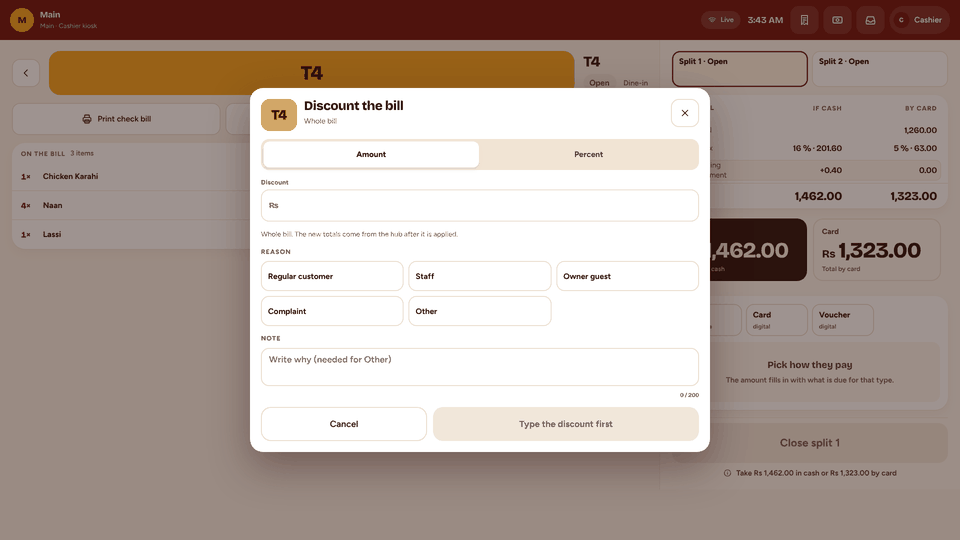 M
Main
Main · Cashier kiosk
Live
3:43 AM
C
Cashier
T4
T4
Open
Dine-in
Split 1 · Open
Split 2 · Open
Print check bill
ON THE BILL
3 items
1× Chicken Karahi
4× Naan
1× Lassi
IF CASH
BY CARD
1,260.00
16 % · 201.60
5 % · 63.00
+0.40
0.00
1,462.00
1,323.00
,462.00
cash
Card
Rs 1,323.00
Total by card
Card
digital
Voucher
digital
Pick how they pay
The amount fills in with what is due for that type.
Close split 1
Take Rs 1,462.00 in cash or Rs 1,323.00 by card
T4
Discount the bill
Whole bill
Amount
Percent
Discount
Rs
Whole bill. The new totals come from the hub after it is applied.
REASON
Regular customer
Staff
Owner guest
Complaint
Other
NOTE
Write why (needed for Other)
0 / 200
Cancel
Type the discount first